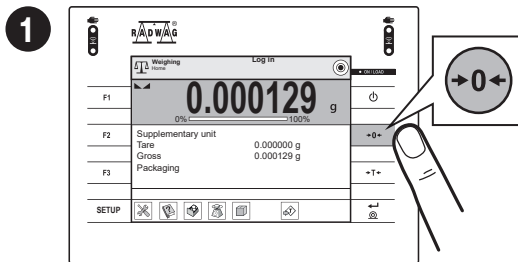 1
RADWAG®
Weighing
Home
Log in
ON / LOAD
0.000129 g
0% 100%
F1
F2
F3
SETUP
Supplementary unit
Tare 0.000000 g
Gross 0.000129 g
Packaging
→0←
→T←
→0←